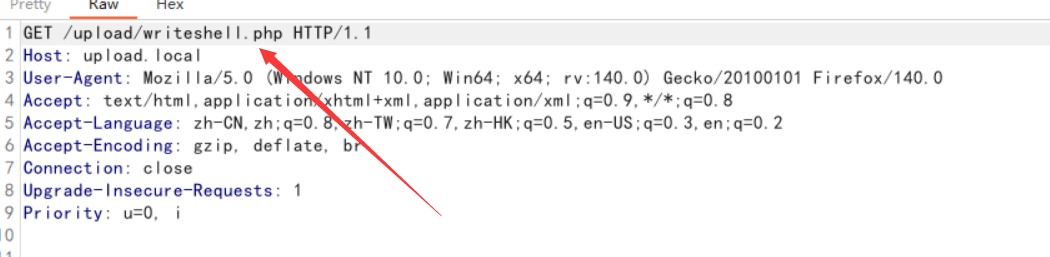 Pretty Raw Hex
1 GET /upload/writeshell.php HTTP/1.1
2 Host: upload.local
3 User-Agent: Mozilla/5.0 (Windows NT 10.0; Win64; x64; rv:140.0) Gecko/20100101 Firefox/140.0
4 Accept: text/html,application/xhtml+xml,application/xml;q=0.9,*/*;q=0.8
5 Accept-Language: zh-CN,zh;q=0.8,zh-TW;q=0.7,zh-HK;q=0.5,en-US;q=0.3,en;q=0.2
6 Accept-Encoding: gzip, deflate, br
7 Connection: close
8 Upgrade-Insecure-Requests: 1
9 Priority: u=0, i
10
11